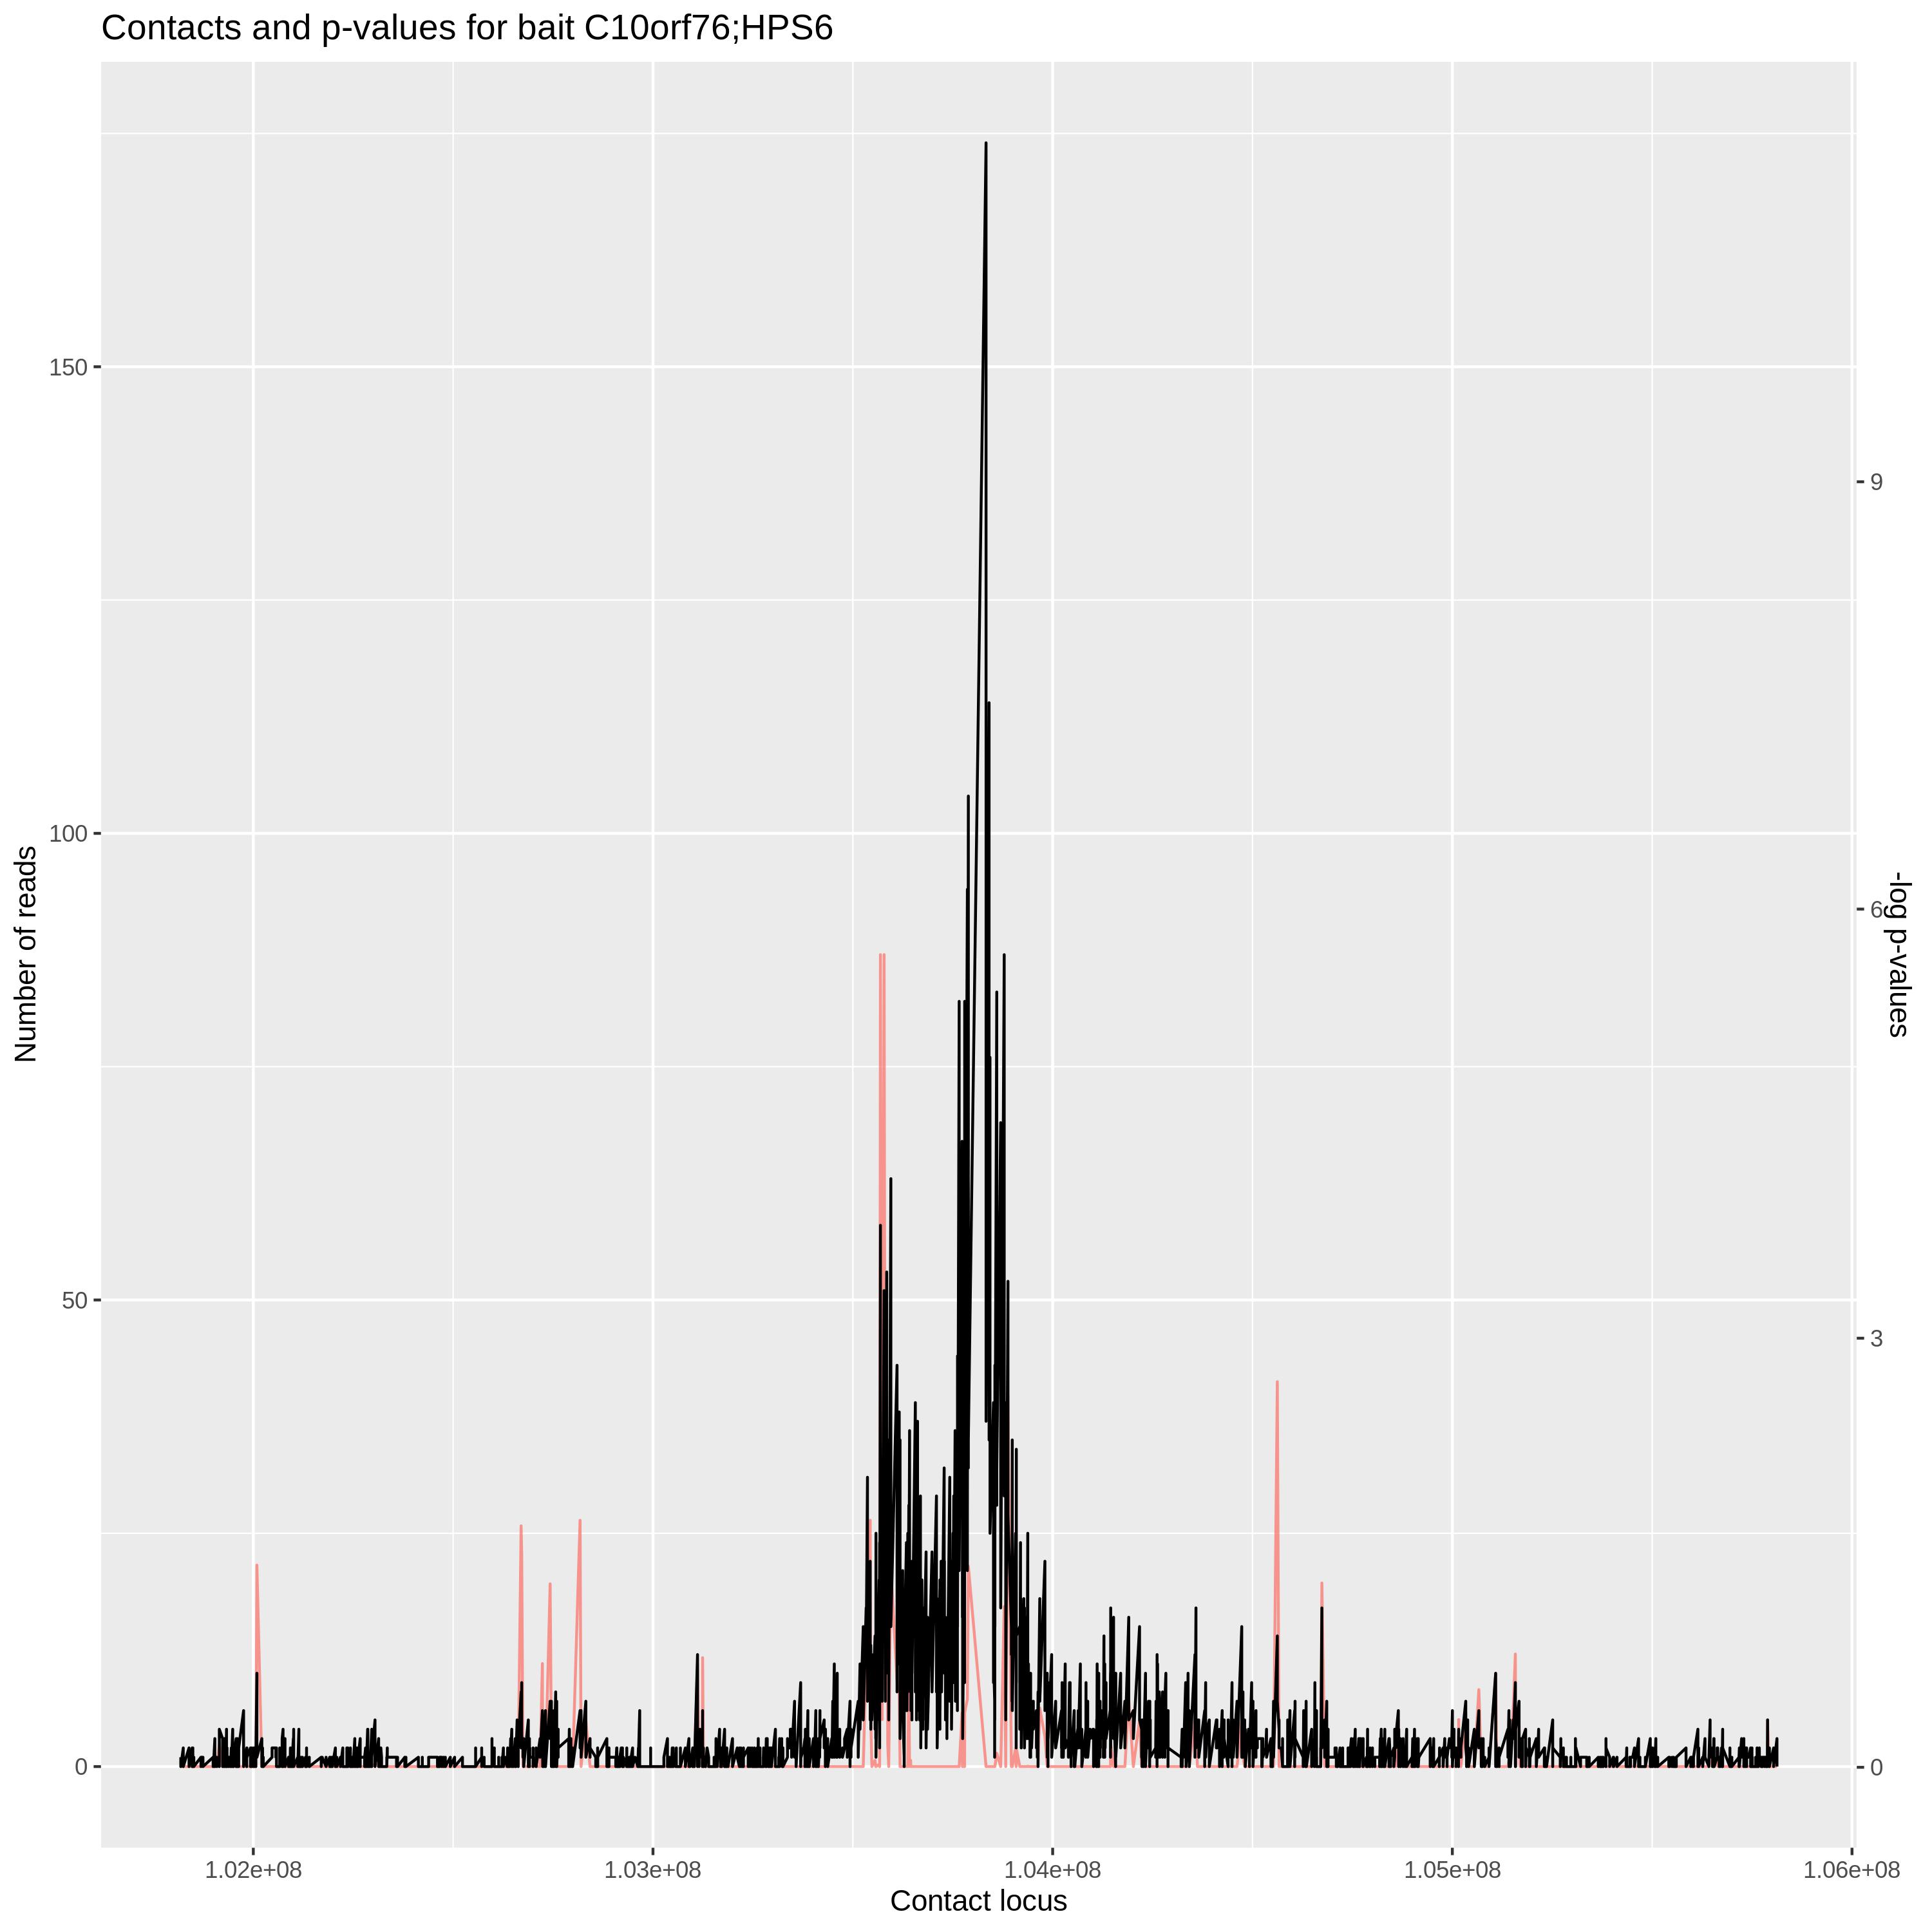 Contacts and p-values for bait C10orf76;HPS6
150
100
50
0
9
6
3
0
Number of reads
-log p-values
1.02e+08
1.03e+08
1.04e+08
1.05e+08
1.06e+08
Contact locus